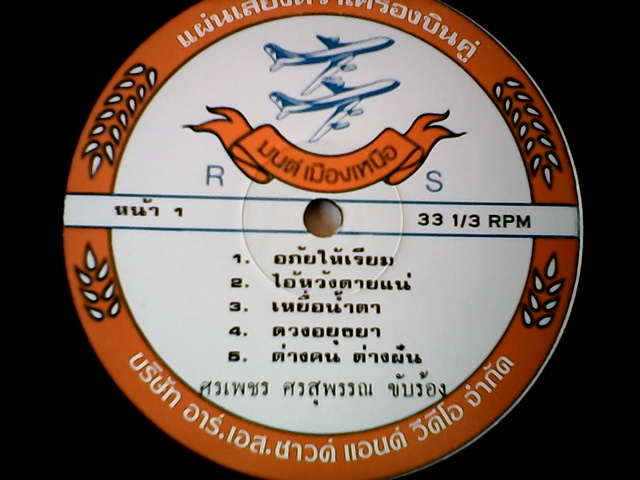 แผ่นเสียงตราเครื่องบินคู่
มนต์เมืองเหนือ
R S
หน้า 1
33 1/3 RPM
1. อภัยให้เรียม
2. ไอ้หวังตายแน่
3. เหยื่อน้ำตา
4. ดวงอยุธยา
5. ต่างคน ต่างฝัน
ศรเพชร ศรสุพรรณ ขับร้อง
บริษัท อาร์.เอส.ซาวด์ แอนด์ วีดีโอ จำกัด